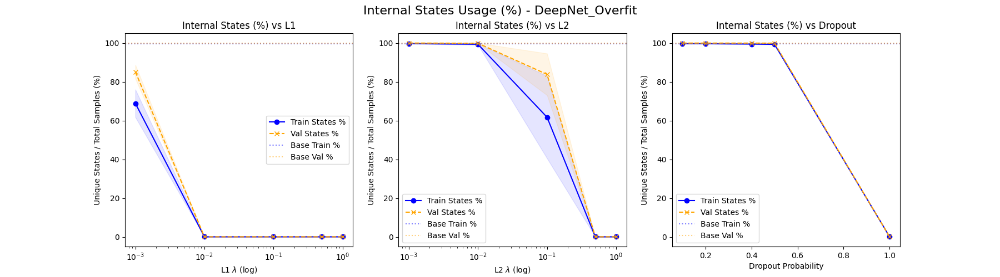 Internal States Usage (%) - DeepNet_Overfit
Internal States (%) vs L1
Unique States / Total Samples (%)
100
80
60
40
20
0
Train States %
Val States %
Base Train %
Base Val %
10⁻³
10⁻²
10⁻¹
10⁰
L1 λ (log)
Internal States (%) vs L2
Unique States / Total Samples (%)
100
80
60
40
20
0
Train States %
Val States %
Base Train %
Base Val %
10⁻³
10⁻²
10⁻¹
10⁰
L2 λ (log)
Internal States (%) vs Dropout
Unique States / Total Samples (%)
100
80
60
40
20
0
Train States %
Val States %
Base Train %
Base Val %
0.2
0.4
0.6
0.8
1.0
Dropout Probability